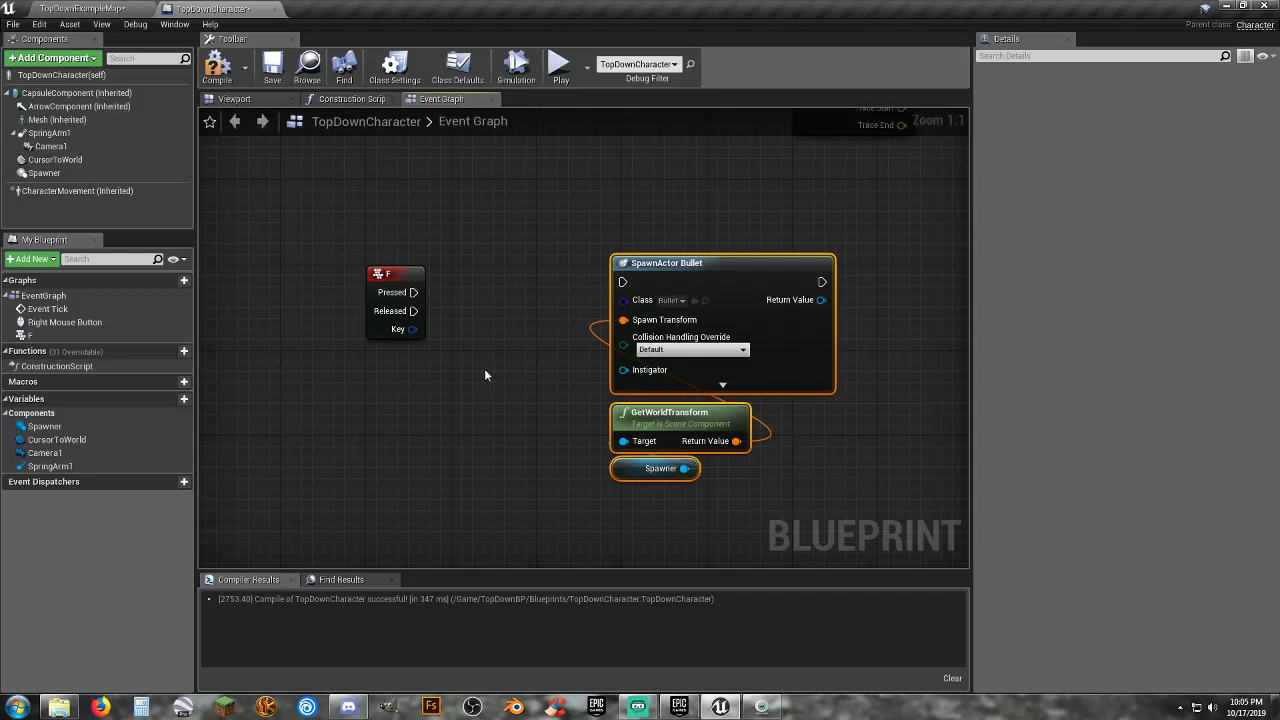 TopDownExampleMap*
TopDownCharacter*
File Edit Asset View Debug Window Help
Parent class: Character
Components
+Add Component
Search
TopDownCharacter(self)
CapsuleComponent (Inherited)
ArrowComponent (Inherited)
Mesh (Inherited)
SpringArm1
Camera1
CursorToWorld
Spawner
CharacterMovement (Inherited)
My Blueprint
+Add New
Search
Graphs
EventGraph
Event Tick
Right Mouse Button
F
Functions (31 Overridable)
ConstructionScript
Macros
Variables
Components
Spawner
CursorToWorld
Camera1
SpringArm1
Event Dispatchers
Toolbar
Compile Save Browse Find Class Settings Class Defaults Simulation Play
TopDownCharacter
Debug Filter
Viewport Construction Scrip Event Graph
TopDownCharacter > Event Graph
Trace Start
Trace End
Zoom 1:1
F
Pressed
Released
Key
SpawnActor Bullet
Class Bullet
Return Value
Spawn Transform
Collision Handling Override
Default
Instigator
GetWorldTransform
Target is Scene Component
Target Return Value
Spawner
BLUEPRINT
Compiler Results
Find Results
[2753.40] Compile of TopDownCharacter successful! [in 347 ms] (/Game/TopDownBP/Blueprints/TopDownCharacter.TopDownCharacter)
Clear
Details
Search Details
Fs
EPIC GAMES
EPIC GAMES
10:05 PM
10/17/2019